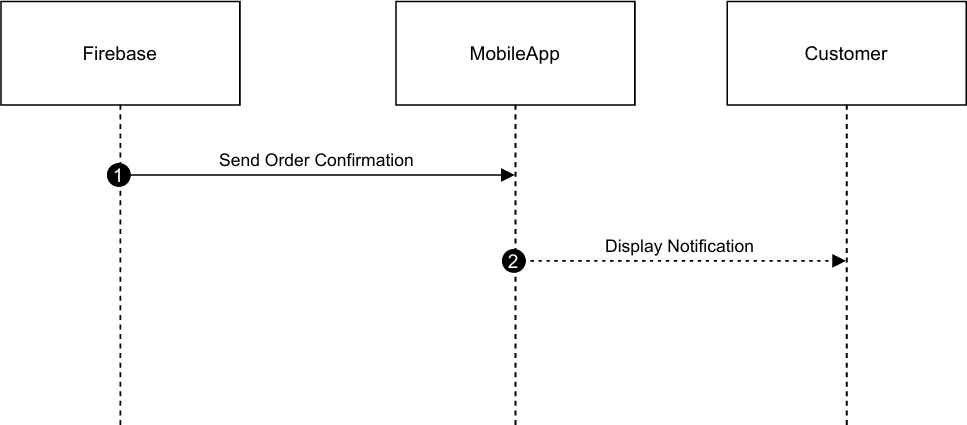 Firebase
MobileApp
Customer
Send Order Confirmation
1
Display Notification
2